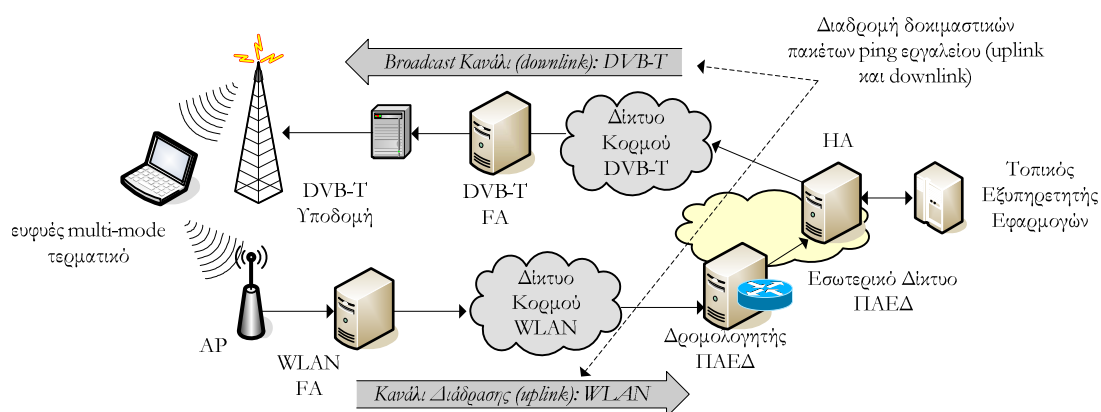 Διαδρομή δοκιμαστικών
πακέτων ping εργαλείου (uplink
και downlink)
Broadcast Κανάλι (downlink): DVB-T
Δίκτυο
Κορμού
DVB-T
HA
Τοπικός
Εξυπηρετητής
Εφαρμογών
DVB-T
Υποδομή
DVB-T
FA
ευφυές multi-mode
τερματικό
Εσωτερικό Δίκτυο
ΠΑΕΔ
Δίκτυο
Κορμού
WLAN
AP
WLAN
FA
Δρομολογητής
ΠΑΕΔ
Κανάλι Διάδρασης (uplink): WLAN